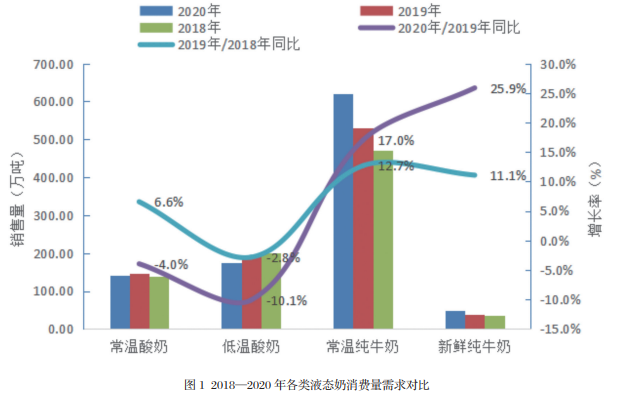 2020年
2019年
2018年
2020年/2019年同比
2019年/2018年同比
700.00
600.00
500.00
400.00
300.00
200.00
100.00
0.00
销售量（万吨）
30.0%
25.0%
20.0%
15.0%
10.0%
5.0%
0.0%
-5.0%
-10.0%
-15.0%
增长率（%）
6.6%
-4.0%
-2.8%
-10.1%
17.0%
12.7%
25.9%
11.1%
常温酸奶
低温酸奶
常温纯牛奶
新鲜纯牛奶
图 1 2018—2020 年各类液态奶消费量需求对比